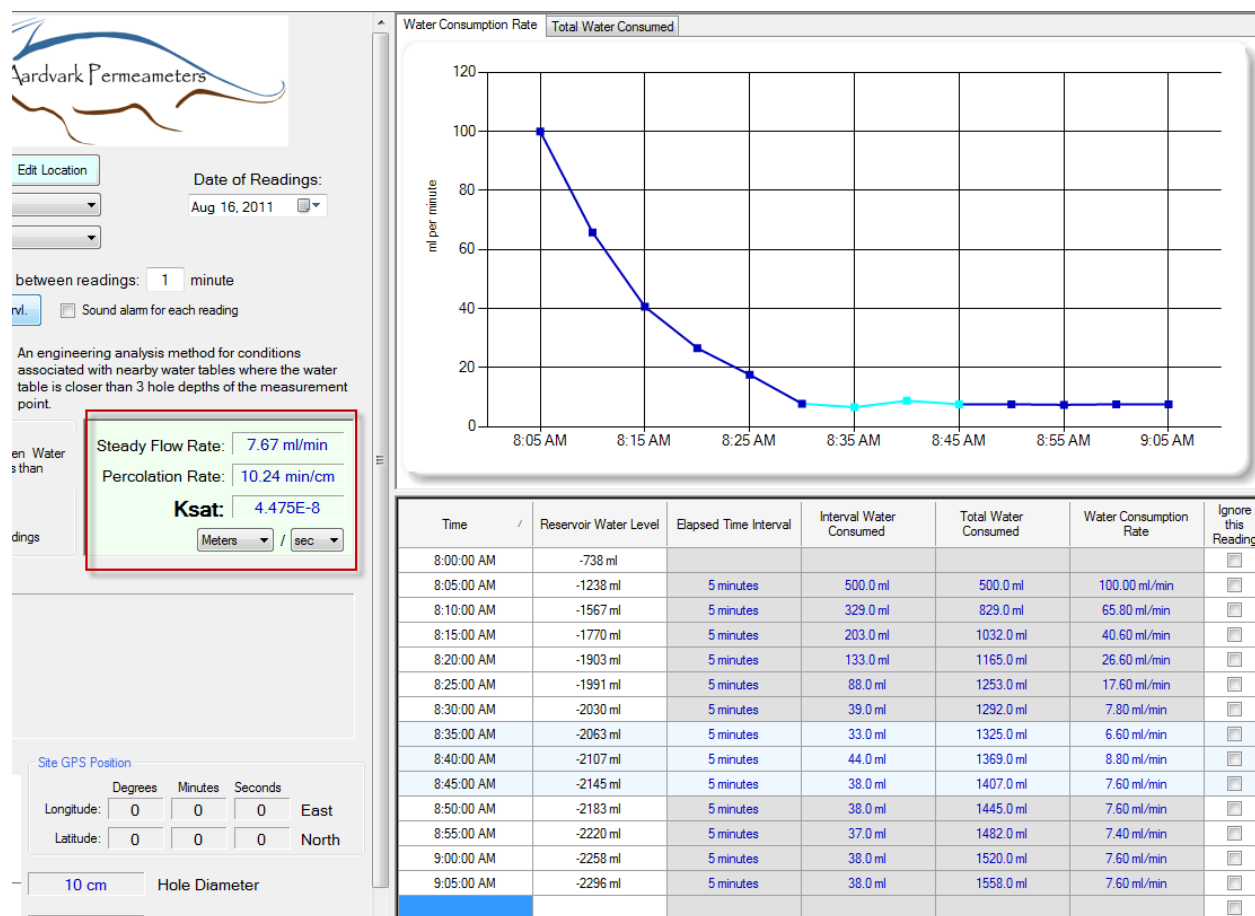 Aardvark Permeameters
Edit Location
Date of Readings:
Aug 16, 2011
between readings: 1 minute
rvl. Sound alarm for each reading
An engineering analysis method for conditions
associated with nearby water tables where the water
table is closer than 3 hole depths of the measurement
point.
en Water
s than
dings
Steady Flow Rate: 7.67 ml/min
Percolation Rate: 10.24 min/cm
Ksat: 4.475E-8
Meters / sec
Site GPS Position
Degrees Minutes Seconds
Longitude: 0 0 0 East
Latitude: 0 0 0 North
10 cm Hole Diameter
Water Consumption Rate Total Water Consumed
ml per minute
120
100
80
60
40
20
0
8:05 AM 8:15 AM 8:25 AM 8:35 AM 8:45 AM 8:55 AM 9:05 AM
Time / Reservoir Water Level Elapsed Time Interval Interval Water Consumed Total Water Consumed Water Consumption Rate Ignore this Reading
8:00:00 AM -738 ml
8:05:00 AM -1238 ml 5 minutes 500.0 ml 500.0 ml 100.00 ml/min
8:10:00 AM -1567 ml 5 minutes 329.0 ml 829.0 ml 65.80 ml/min
8:15:00 AM -1770 ml 5 minutes 203.0 ml 1032.0 ml 40.60 ml/min
8:20:00 AM -1903 ml 5 minutes 133.0 ml 1165.0 ml 26.60 ml/min
8:25:00 AM -1991 ml 5 minutes 88.0 ml 1253.0 ml 17.60 ml/min
8:30:00 AM -2030 ml 5 minutes 39.0 ml 1292.0 ml 7.80 ml/min
8:35:00 AM -2063 ml 5 minutes 33.0 ml 1325.0 ml 6.60 ml/min
8:40:00 AM -2107 ml 5 minutes 44.0 ml 1369.0 ml 8.80 ml/min
8:45:00 AM -2145 ml 5 minutes 38.0 ml 1407.0 ml 7.60 ml/min
8:50:00 AM -2183 ml 5 minutes 38.0 ml 1445.0 ml 7.60 ml/min
8:55:00 AM -2220 ml 5 minutes 37.0 ml 1482.0 ml 7.40 ml/min
9:00:00 AM -2258 ml 5 minutes 38.0 ml 1520.0 ml 7.60 ml/min
9:05:00 AM -2296 ml 5 minutes 38.0 ml 1558.0 ml 7.60 ml/min